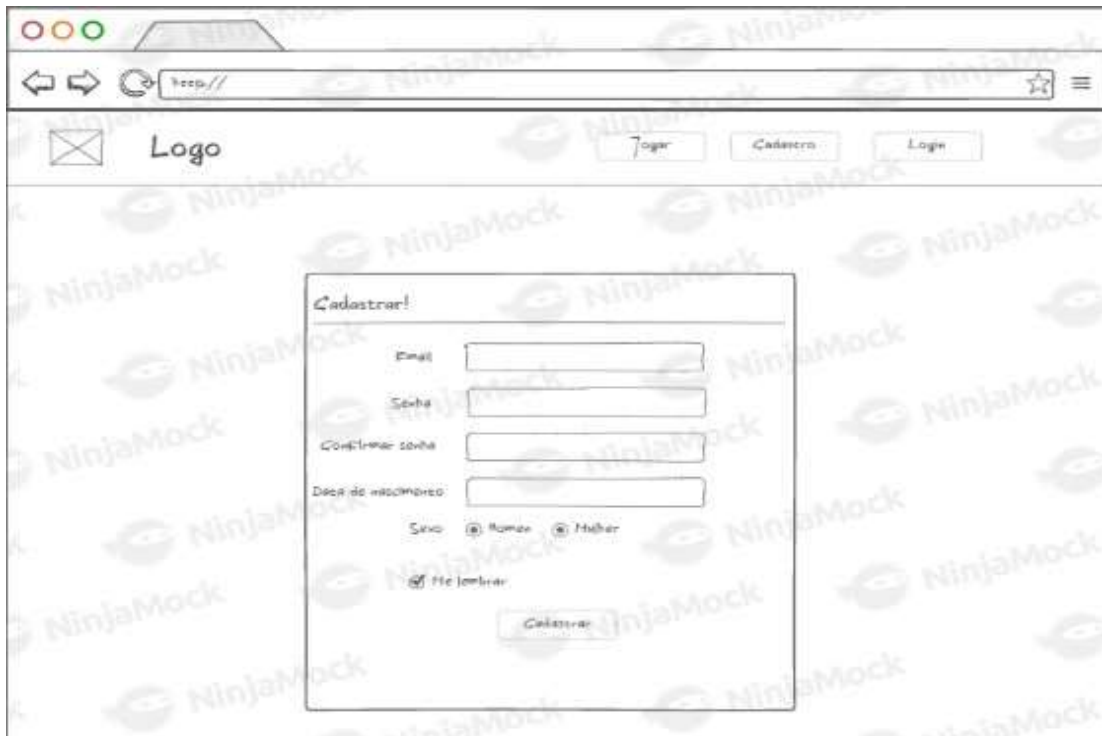 http://
Logo
Jogar
Cadastro
Login
Cadastrar!
Email
Senha
Confirmar senha
Data de nascimento
Sexo Homem Mulher
Me lembrar
Cadastrar
NinjaMock